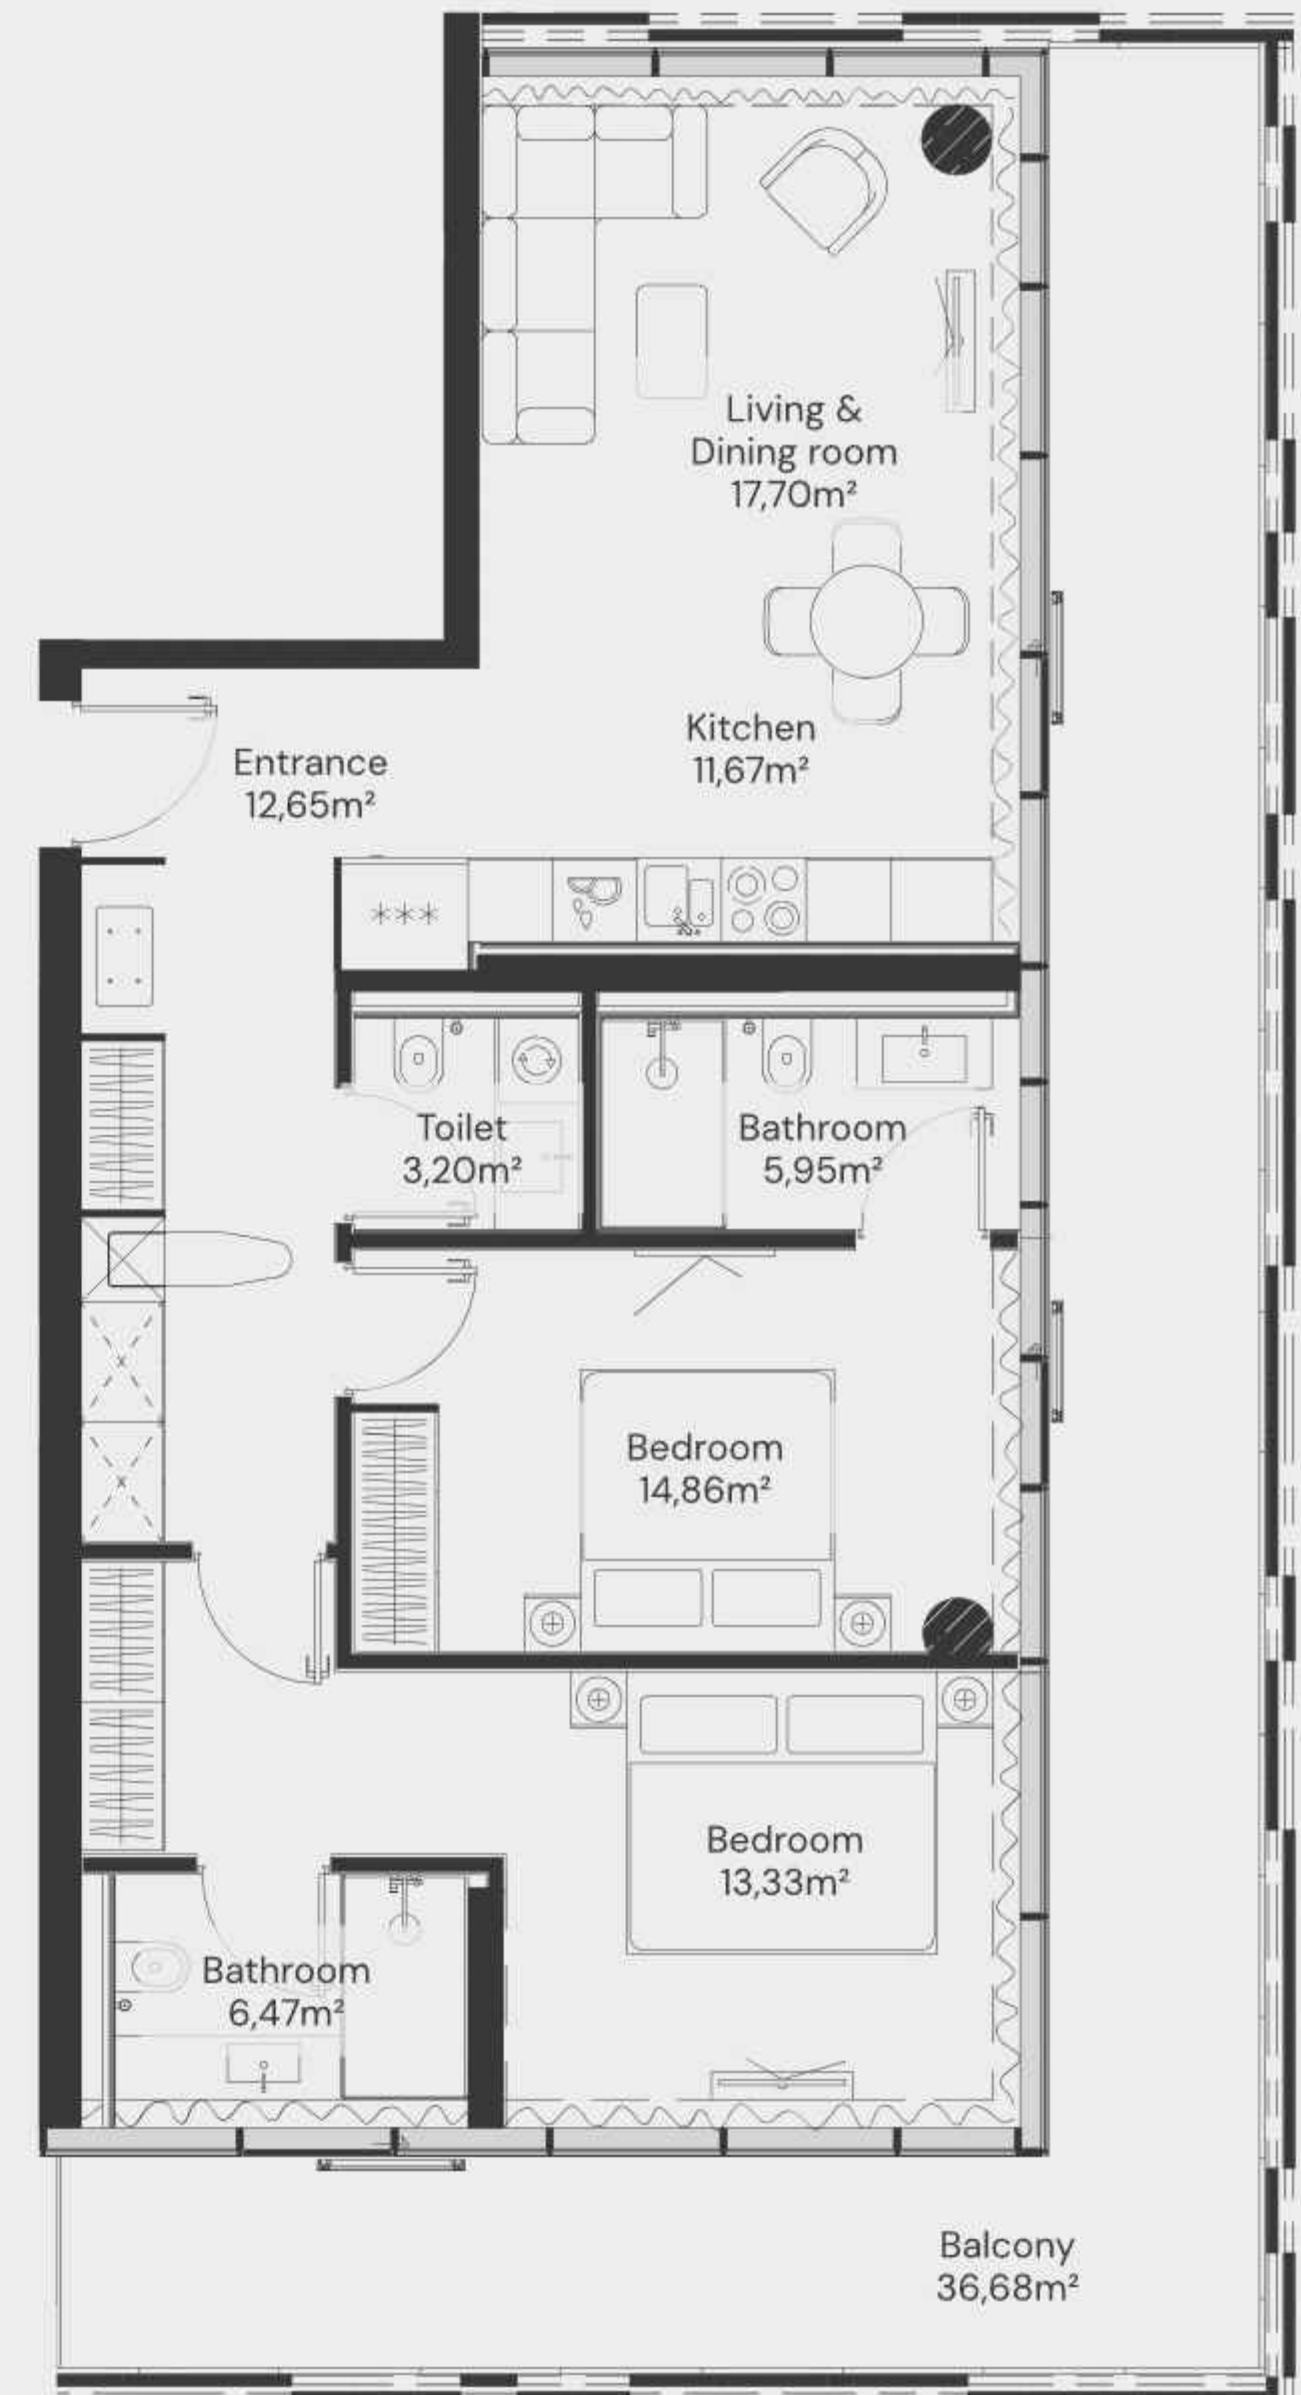 Living &
Dining room
17,70m²
Kitchen
11,67m²
Entrance
12,65m²
Toilet
3,20m²
Bathroom
5,95m²
Bedroom
14,86m²
Bedroom
13,33m²
Bathroom
6,47m²
Balcony
36,68m²